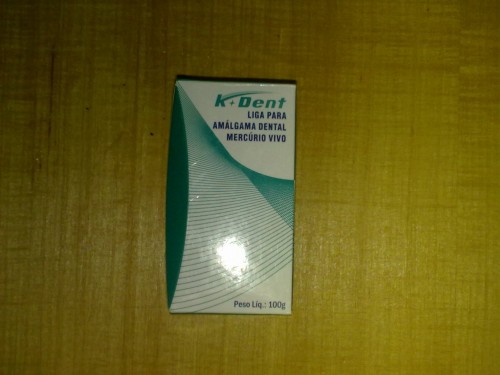 K+Dent
LIGA PARA
AMÁLGAMA DENTAL
MERCÚRIO VIVO
Peso Líq.: 100g